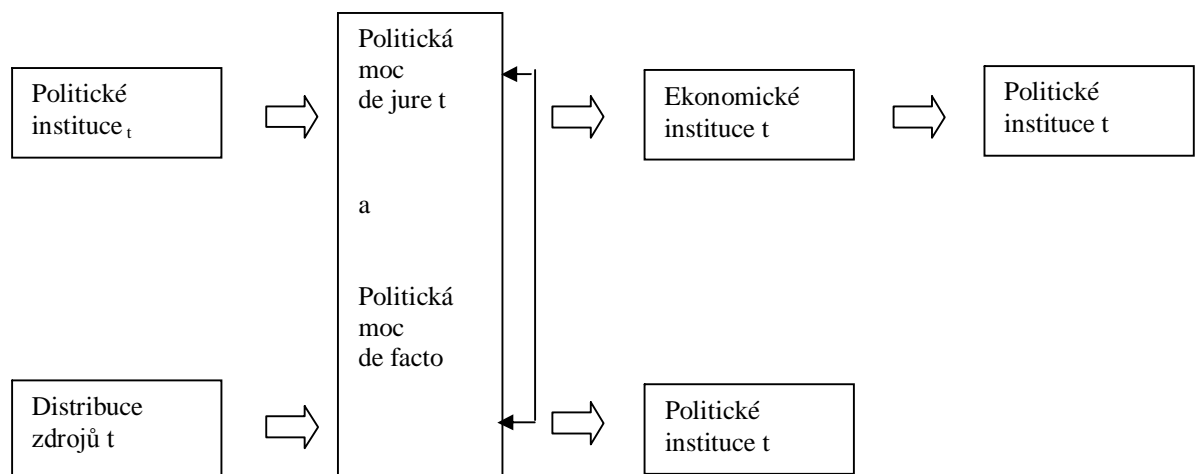 Politické
instituce t
Politická
moc
de jure t
a
Politická
moc
de facto
Ekonomické
instituce t
Politické
instituce t
Distribuce
zdrojů t
Politické
instituce t